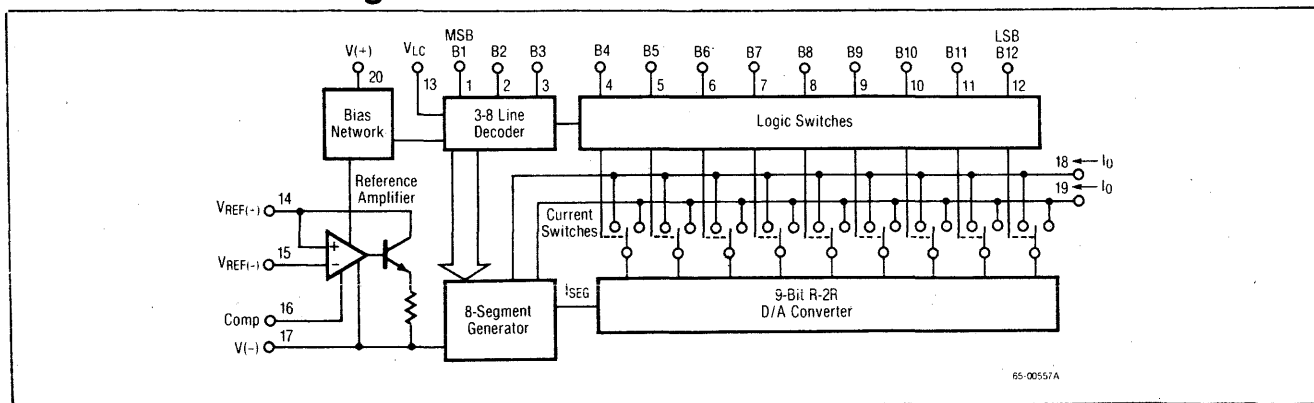 MSB LSB
V(+) VLC B1 B2 B3 B4 B5 B6 B7 B8 B9 B10 B11 B12
20 13 1 2 3 4 5 6 7 8 9 10 11 12
Bias
Network
3-8 Line
Decoder
Logic Switches
18 ← IO
19 ← IO
Reference
Amplifier
14
VREF(+)
+
15
VREF(-)
−
Current
Switches
16
Comp
17
V(−)
8-Segment
Generator
ISEG
9-Bit R-2R
D/A Converter
65-00557A